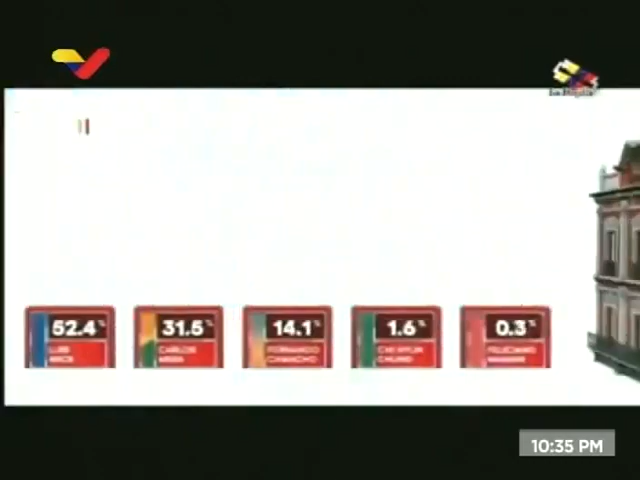 52.4%
LUIS
ARCE
31.5%
CARLOS
MESA
14.1%
FERNANDO
CAMACHO
1.6%
CHI HYUN
CHUNG
0.3%
FELICIANO
MAMANI
10:35 PM